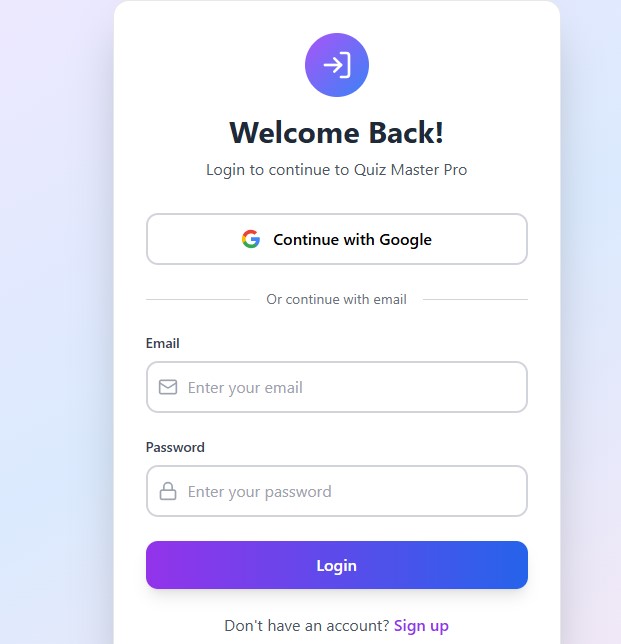 Welcome Back!
Login to continue to Quiz Master Pro
Continue with Google
Or continue with email
Email
Enter your email
Password
Enter your password
Login
Don't have an account? Sign up